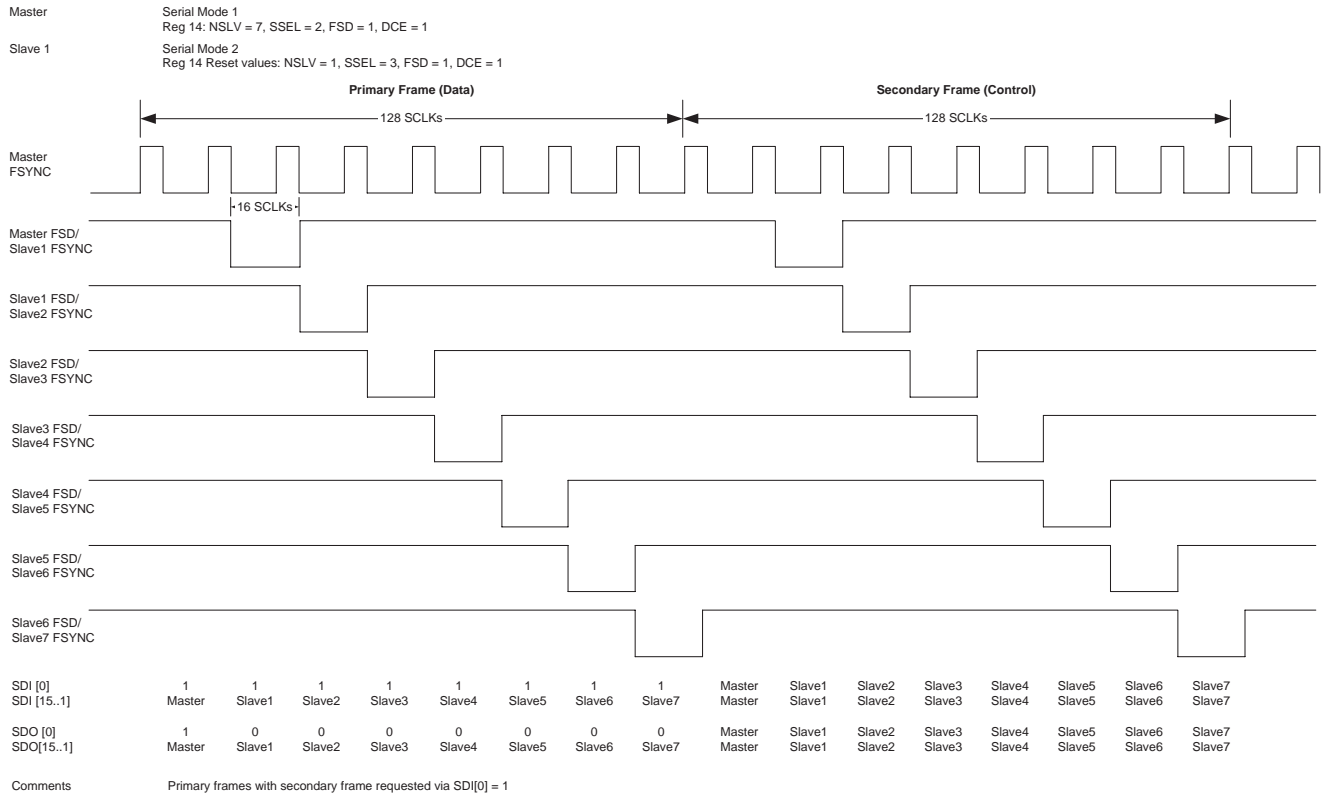 Master Serial Mode 1
Reg 14: NSLV = 7, SSEL = 2, FSD = 1, DCE = 1
Slave 1 Serial Mode 2
Reg 14 Reset values: NSLV = 1, SSEL = 3, FSD = 1, DCE = 1
Primary Frame (Data) Secondary Frame (Control)
128 SCLKs 128 SCLKs
Master
FSYNC
16 SCLKs
Master FSD/
Slave1 FSYNC
Slave1 FSD/
Slave2 FSYNC
Slave2 FSD/
Slave3 FSYNC
Slave3 FSD/
Slave4 FSYNC
Slave4 FSD/
Slave5 FSYNC
Slave5 FSD/
Slave6 FSYNC
Slave6 FSD/
Slave7 FSYNC
SDI [0] 1 1 1 1 1 1 1 1 Master Slave1 Slave2 Slave3 Slave4 Slave5 Slave6 Slave7
SDI [15..1] Master Slave1 Slave2 Slave3 Slave4 Slave5 Slave6 Slave7 Master Slave1 Slave2 Slave3 Slave4 Slave5 Slave6 Slave7
SDO [0] 1 0 0 0 0 0 0 0 Master Slave1 Slave2 Slave3 Slave4 Slave5 Slave6 Slave7
SDO[15..1] Master Slave1 Slave2 Slave3 Slave4 Slave5 Slave6 Slave7 Master Slave1 Slave2 Slave3 Slave4 Slave5 Slave6 Slave7
Comments Primary frames with secondary frame requested via SDI[0] = 1